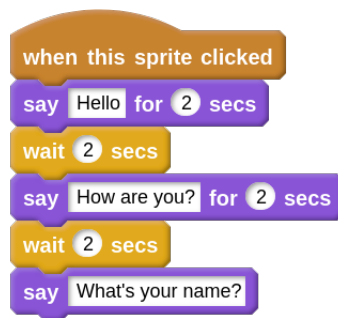 when this sprite clicked
say Hello for 2 secs
wait 2 secs
say How are you? for 2 secs
wait 2 secs
say What's your name?